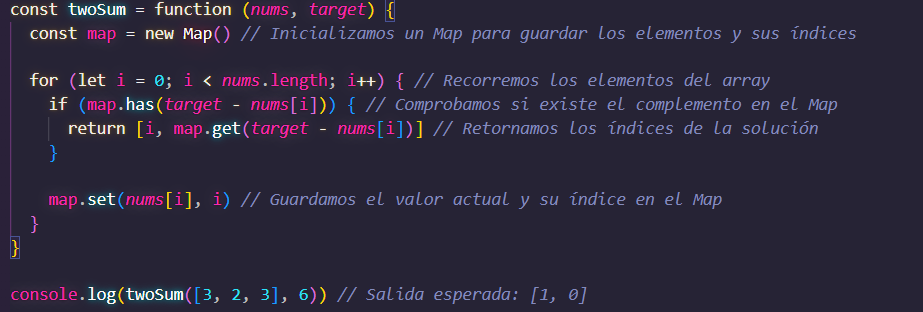 const twoSum = function (nums, target) {
  const map = new Map() // Inicializamos un Map para guardar los elementos y sus índices

  for (let i = 0; i < nums.length; i++) { // Recorremos los elementos del array
    if (map.has(target - nums[i])) { // Comprobamos si existe el complemento en el Map
      return [i, map.get(target - nums[i])] // Retornamos los índices de la solución
    }

    map.set(nums[i], i) // Guardamos el valor actual y su índice en el Map
  }
}

console.log(twoSum([3, 2, 3], 6)) // Salida esperada: [1, 0]